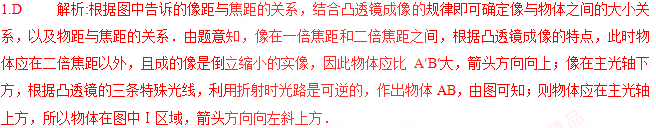 1.D 解析:根据图中告诉的像距与焦距的关系，结合凸透镜成像的规律即可确定像与物体之间的大小关
系，以及物距与焦距的关系．由题意知，像在一倍焦距和二倍焦距之间，根据凸透镜成像的特点，此时物
体应在二倍焦距以外，且成的像是倒立缩小的实像，因此物体应比 A′B′大，箭头方向向上；像在主光轴下
方，根据凸透镜的三条特殊光线，利用折射时光路是可逆的，作出物体 AB，由图可知；则物体应在主光轴
上方，所以物体在图中Ⅰ区域，箭头方向向左斜上方．